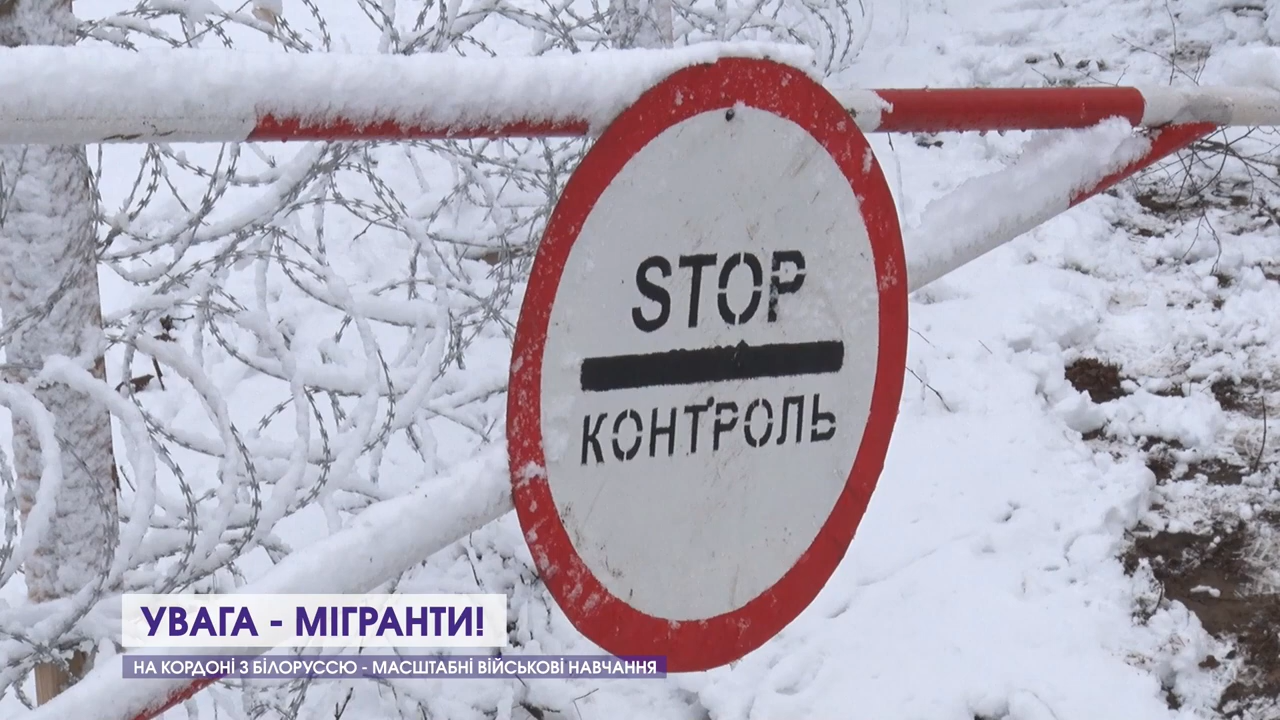 STOP
КОНТРОЛЬ
УВАГА - МІГРАНТИ!
НА КОРДОНІ З БІЛОРУССЮ - МАСШТАБНІ ВІЙСЬКОВІ НАВЧАННЯ